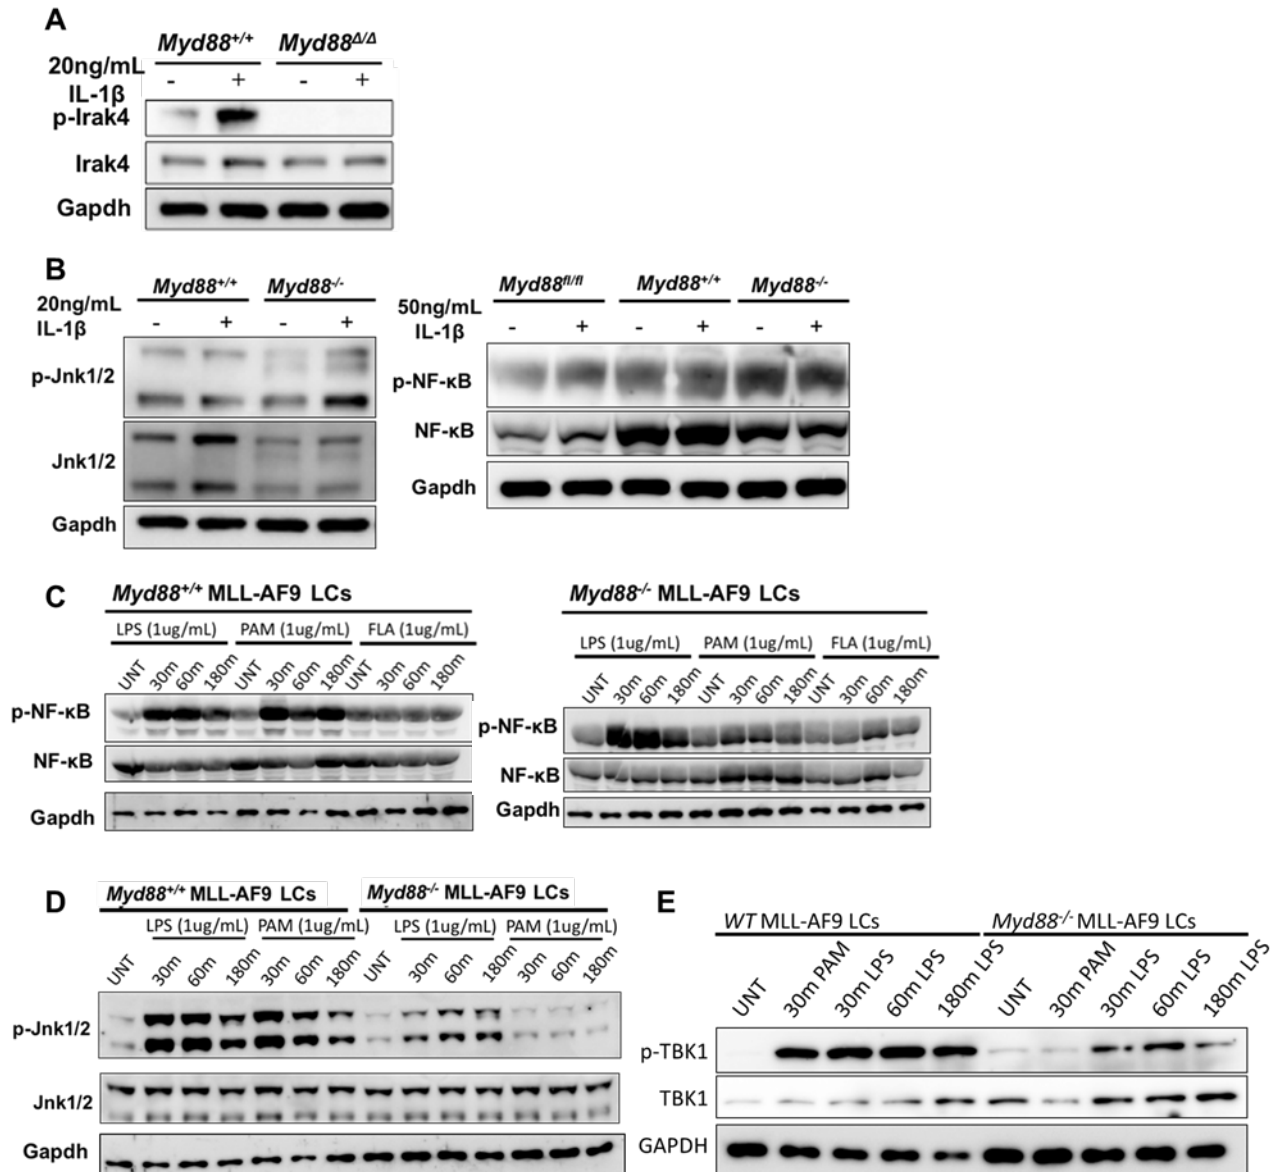 A
Myd88+/+ Myd88Δ/Δ
20ng/mL
IL-1β
- + - +
p-Irak4
Irak4
Gapdh
B
Myd88+/+ Myd88-/-
20ng/mL
IL-1β
- + - +
p-Jnk1/2
Jnk1/2
Gapdh
Myd88fl/fl Myd88+/+ Myd88-/-
50ng/mL
IL-1β
- + - + - +
p-NF-κB
NF-κB
Gapdh
C
Myd88+/+ MLL-AF9 LCs
LPS (1ug/mL) PAM (1ug/mL) FLA (1ug/mL)
UNT 30m 60m 180m UNT 30m 60m 180m UNT 30m 60m 180m
p-NF-κB
NF-κB
Gapdh
Myd88-/- MLL-AF9 LCs
LPS (1ug/mL) PAM (1ug/mL) FLA (1ug/mL)
UNT 30m 60m 180m UNT 30m 60m 180m UNT 30m 60m 180m
p-NF-κB
NF-κB
Gapdh
D
Myd88+/+ MLL-AF9 LCs Myd88-/- MLL-AF9 LCs
LPS (1ug/mL) PAM (1ug/mL) LPS (1ug/mL) PAM (1ug/mL)
UNT 30m 60m 180m 30m 60m 180m UNT 30m 60m 180m 30m 60m 180m
p-Jnk1/2
Jnk1/2
Gapdh
E
WT MLL-AF9 LCs Myd88-/- MLL-AF9 LCs
UNT 30m PAM 30m LPS 60m LPS 180m LPS UNT 30m PAM 30m LPS 60m LPS 180m LPS
p-TBK1
TBK1
GAPDH